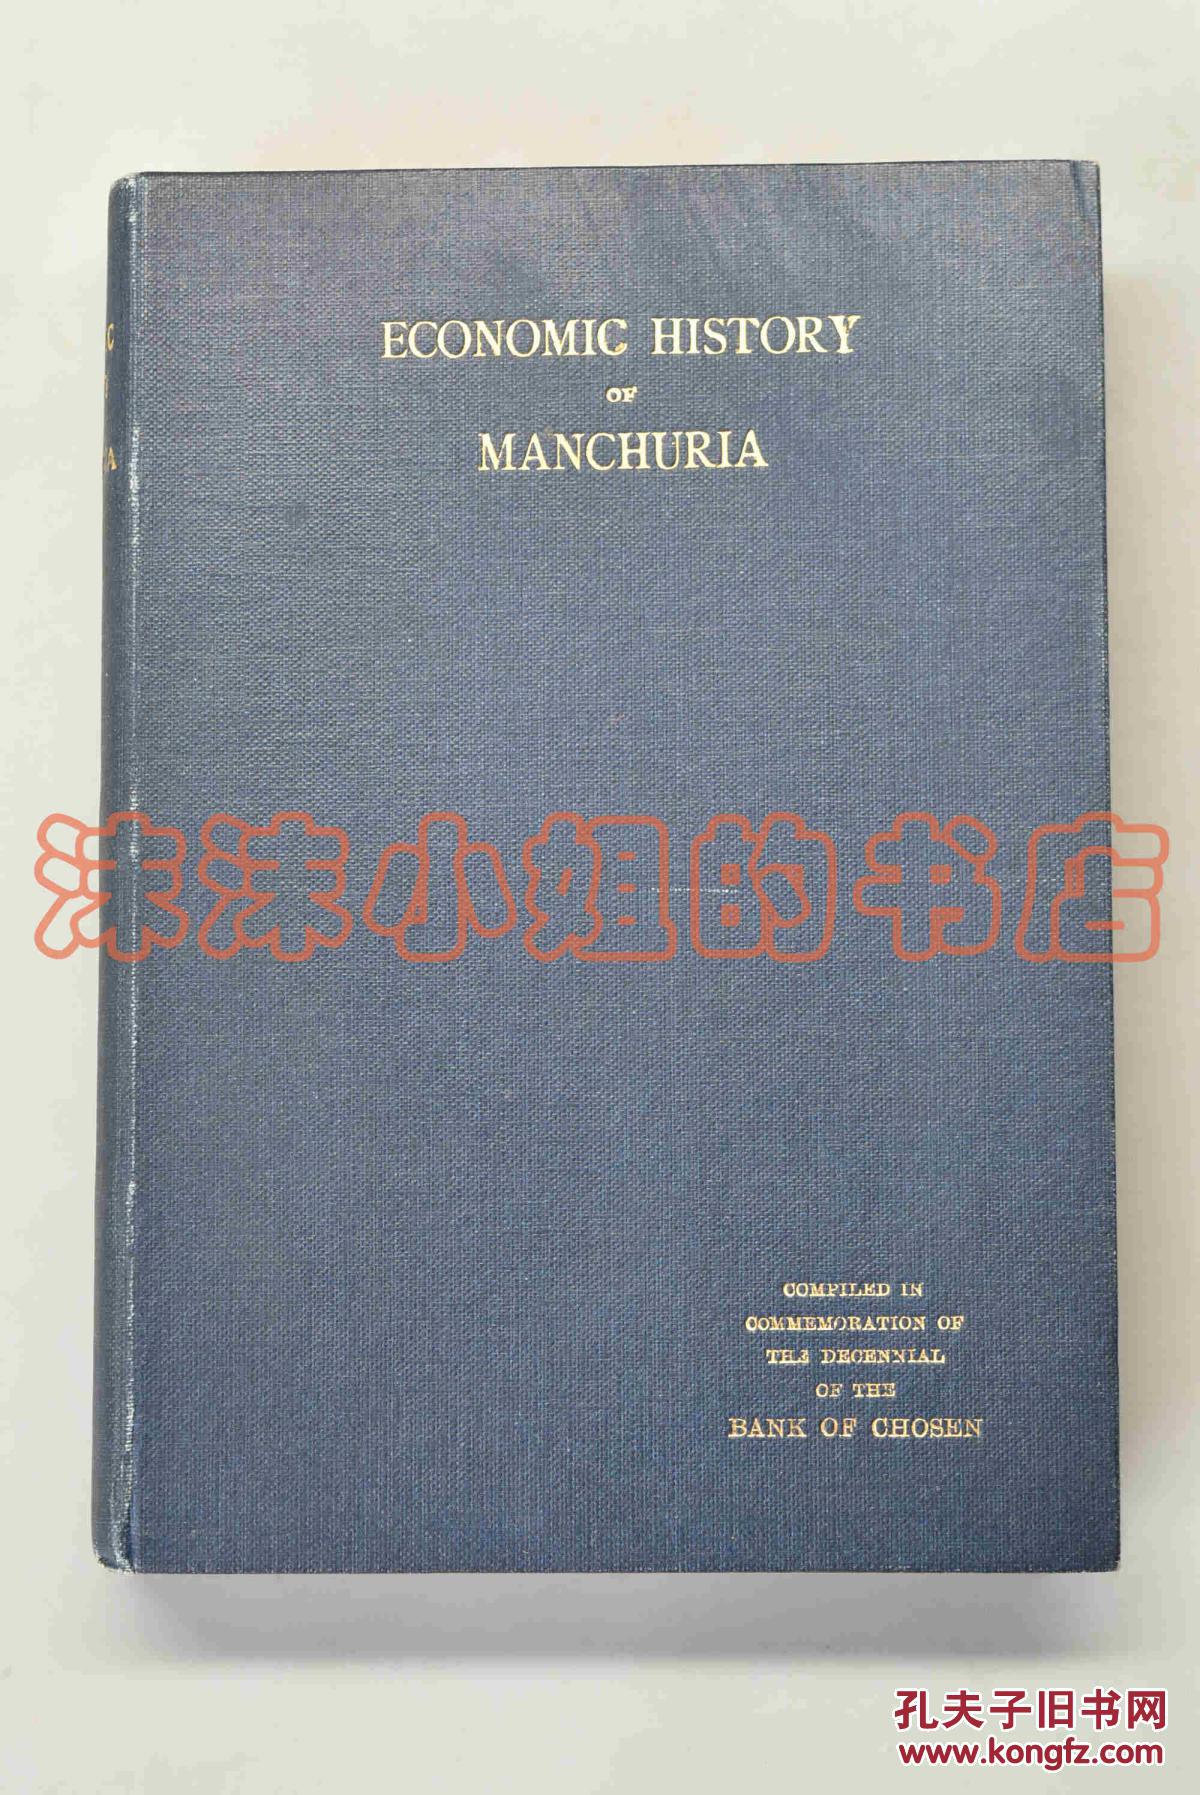 ECONOMIC HISTORY
OF
MANCHURIA
沫沫小姐的书店
COMPILED IN
COMMEMORATION OF
THE DECENNIAL
OF THE
BANK OF CHOSEN
孔夫子旧书网
www.kongfz.com